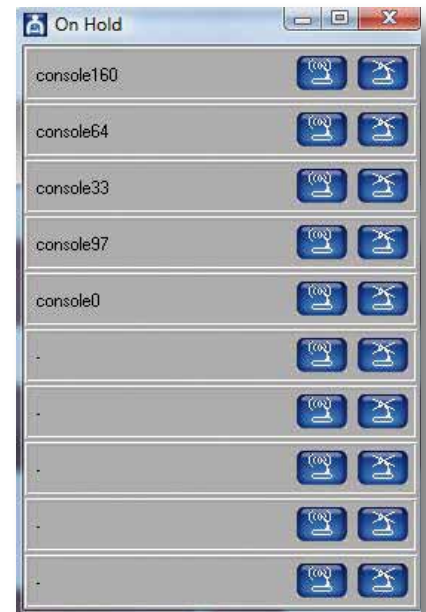 On Hold
console160
console64
console33
console97
console0
.
.
.
.
.